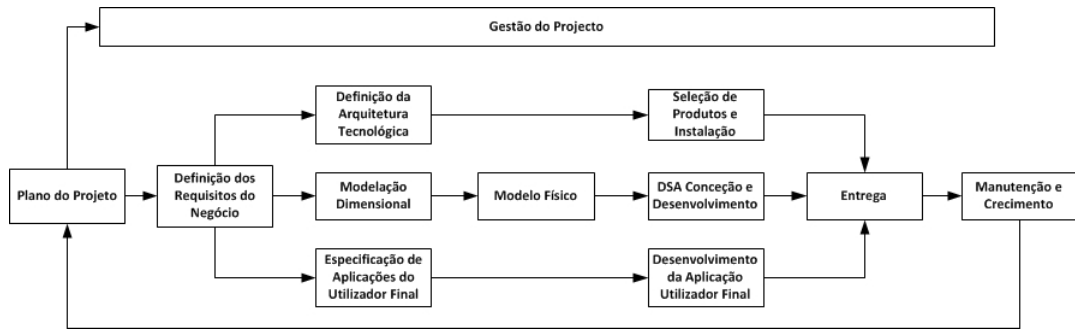 Gestão do Projecto
Definição da
Arquitetura
Tecnológica
Seleção de
Produtos e
Instalação
Plano do Projeto
Definição dos
Requisitos do
Negócio
Modelação
Dimensional
Modelo Físico
DSA Conceção e
Desenvolvimento
Entrega
Manutenção e
Crecimento
Especificação de
Aplicações do
Utilizador Final
Desenvolvimento
da Aplicação
Utilizador Final